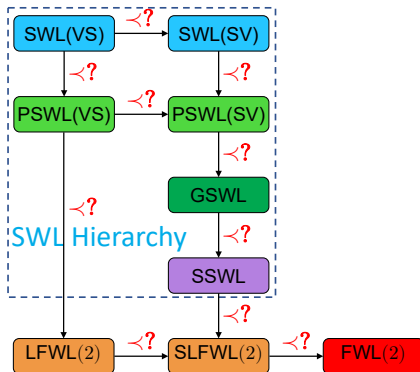 ≺?
SWL(VS) SWL(SV)
≺? ≺?
PSWL(VS) ≺? PSWL(SV)
≺?
GSWL
≺?
SWL Hierarchy ≺?
SSWL
≺?
LFWL(2) ≺? SLFWL(2) ≺? FWL(2)